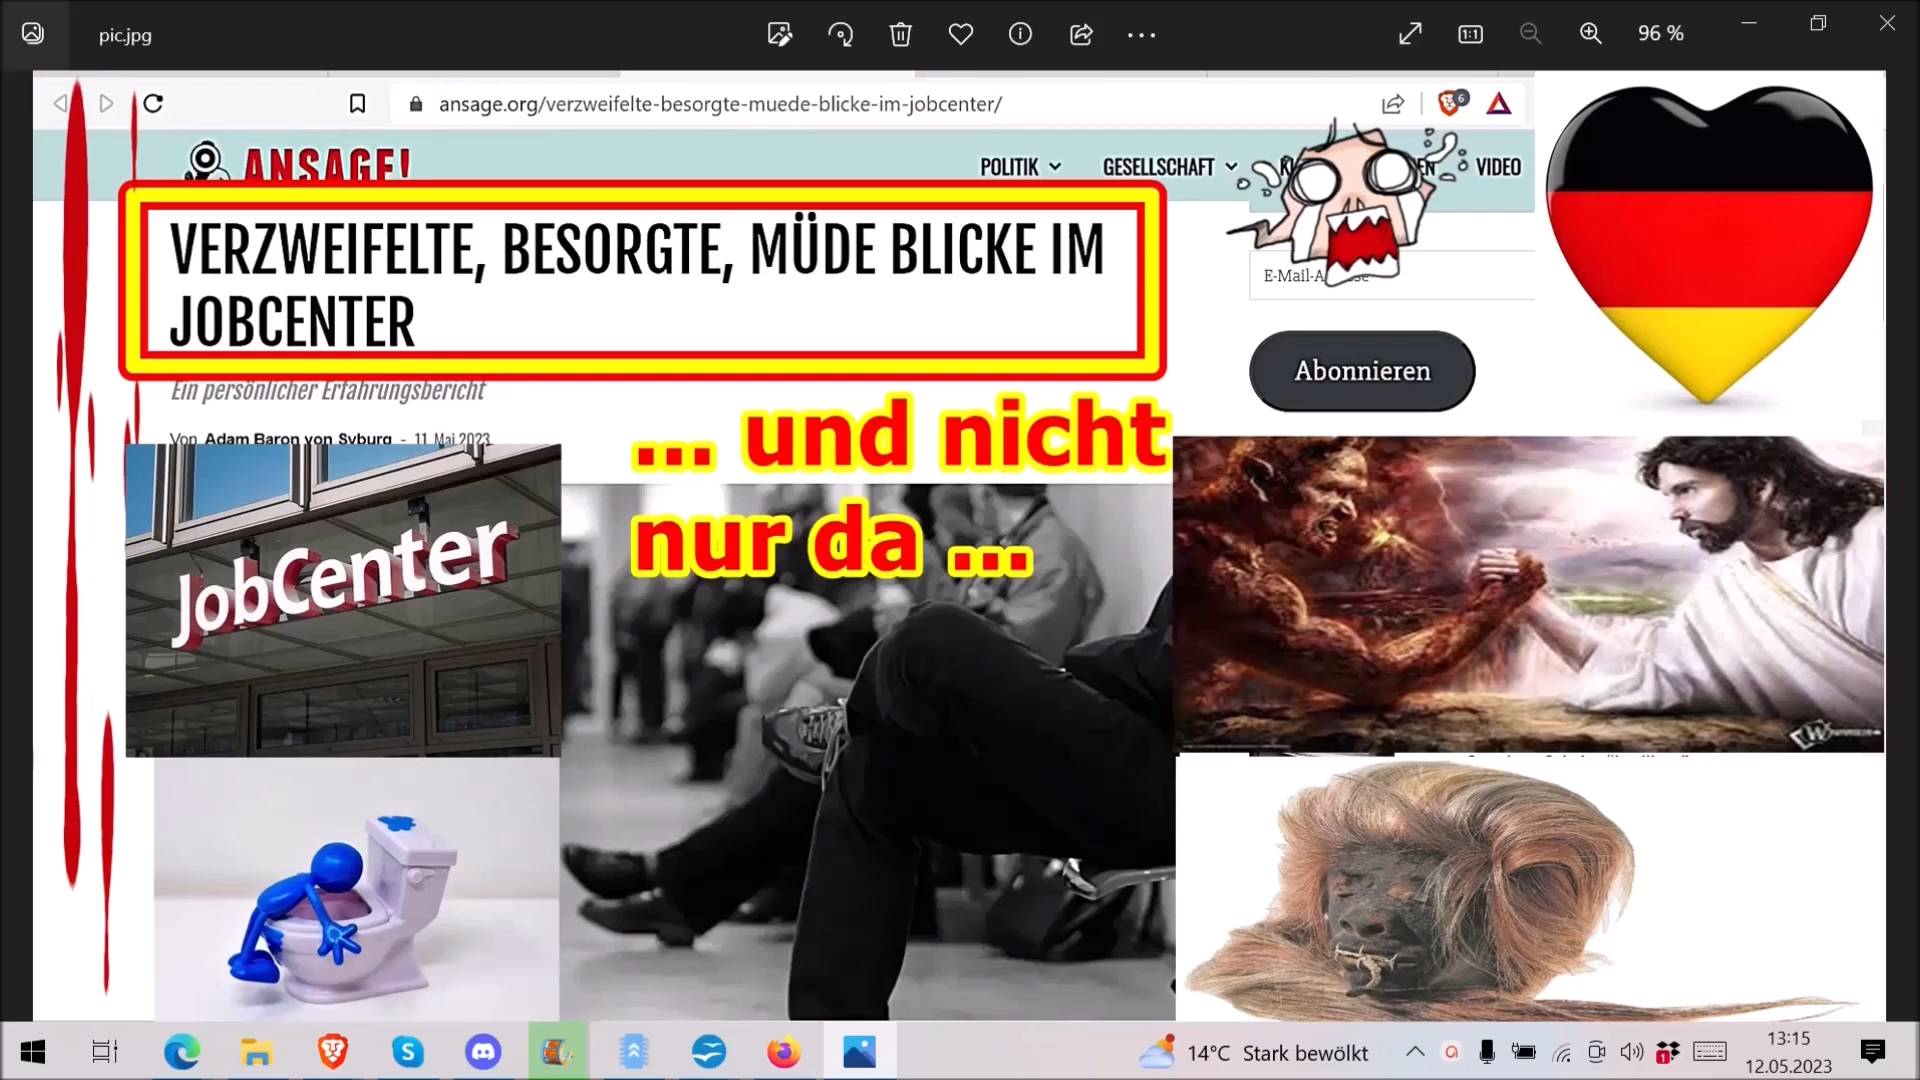 pic.jpg
96 %
ansage.org/verzweifelte-besorgte-muede-blicke-im-jobcenter/
6
ANSAGE!
POLITIK
GESELLSCHAFT
VIDEO
VERZWEIFELTE, BESORGTE, MÜDE BLICKE IM
JOBCENTER
Ein persönlicher Erfahrungsbericht
Von Adam Baron von Syburg - 11. Mai 2023
Abonnieren
... und nicht
nur da ...
JobCenter
14°C Stark bewölkt
1
13:15
12.05.2023